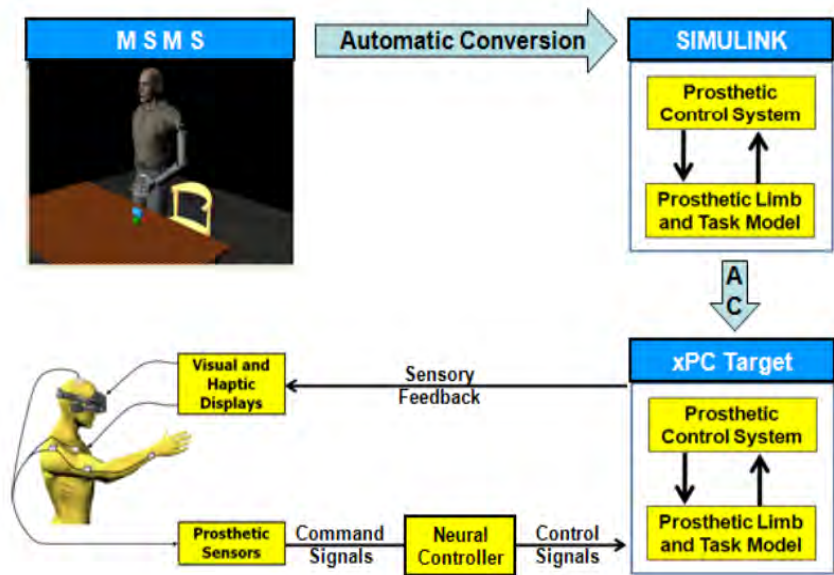 M S M S
Automatic Conversion
SIMULINK
Prosthetic
Control System
Prosthetic Limb
and Task Model
A
C
xPC Target
Visual and
Haptic
Displays
Sensory
Feedback
Prosthetic
Control System
Prosthetic Limb
and Task Model
Prosthetic
Sensors
Command
Signals
Neural
Controller
Control
Signals